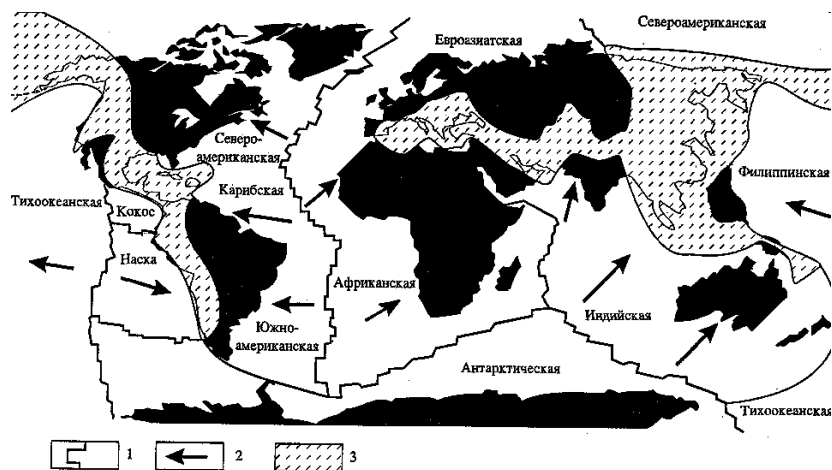 Североамериканская
Евроазиатская
Северо-
американская
Карибская
Филиппинская
Тихоокеанская
Кокос
Наска
Африканская
Индийская
Южно-
американская
Антарктическая
Тихоокеанская
1
2
3